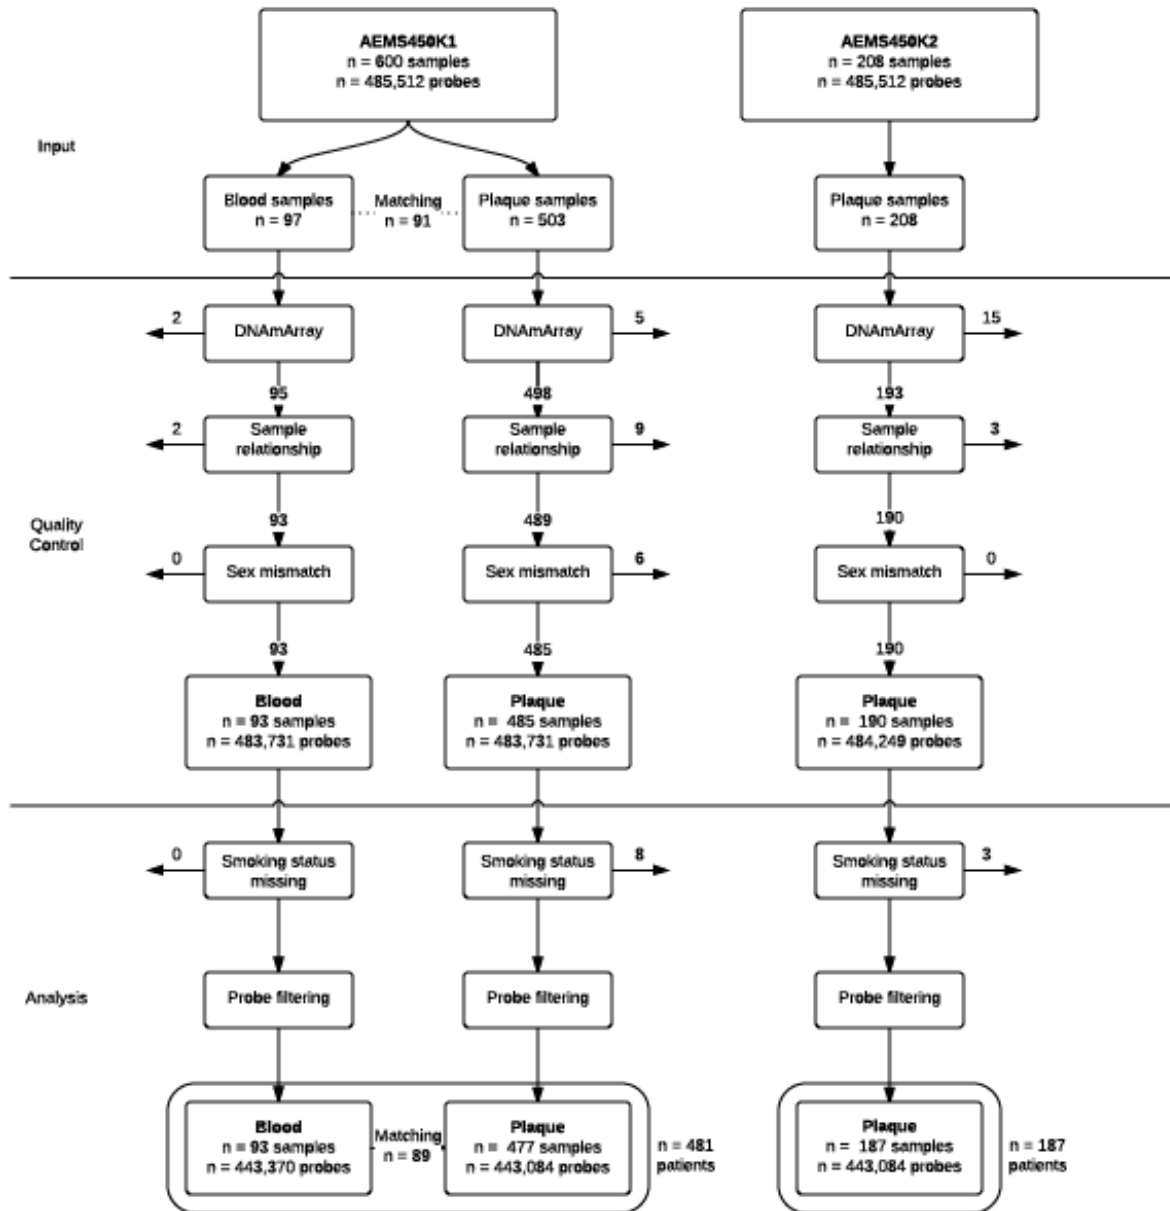 AEMS450K1
n = 600 samples
n = 485,512 probes
AEMS450K2
n = 208 samples
n = 485,512 probes
Input
Blood samples
n = 97
Matching
n = 91
Plaque samples
n = 503
Plaque samples
n = 208
2
DNAmArray
DNAmArray
5
DNAmArray
15
95
498
193
2
Sample
relationship
Sample
relationship
9
Sample
relationship
3
93
489
190
Quality
Control
0
Sex mismatch
Sex mismatch
6
Sex mismatch
0
93
485
190
Blood
n = 93 samples
n = 483,731 probes
Plaque
n = 485 samples
n = 483,731 probes
Plaque
n = 190 samples
n = 484,249 probes
0
Smoking status
missing
Smoking status
missing
8
Smoking status
missing
3
Analysis
Probe filtering
Probe filtering
Probe filtering
Blood
n = 93 samples
n = 443,370 probes
Matching
n = 89
Plaque
n = 477 samples
n = 443,084 probes
n = 481
patients
Plaque
n = 187 samples
n = 443,084 probes
n = 187
patients